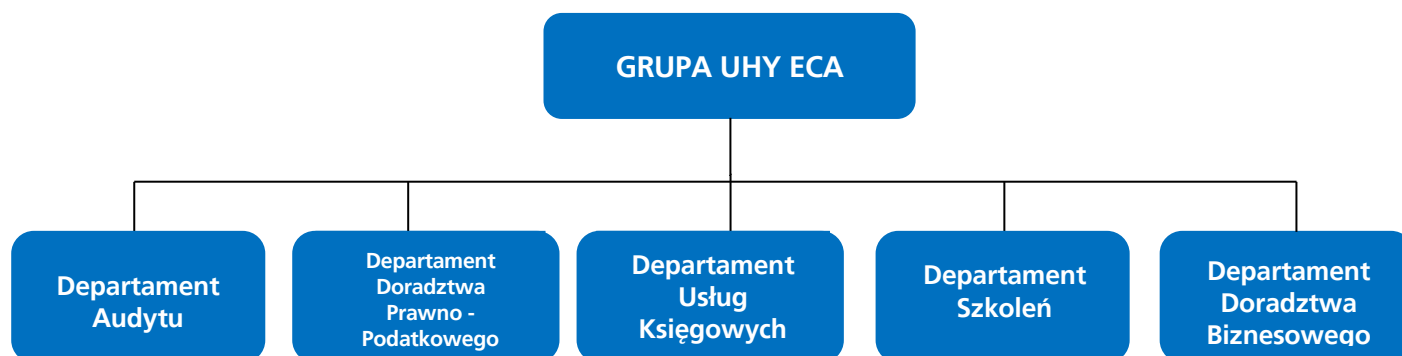 GRUPA UHY ECA
Departament
Audytu
Departament
Doradztwa
Prawno -
Podatkowego
Departament
Usług
Księgowych
Departament
Szkoleń
Departament
Doradztwa
Biznesowego